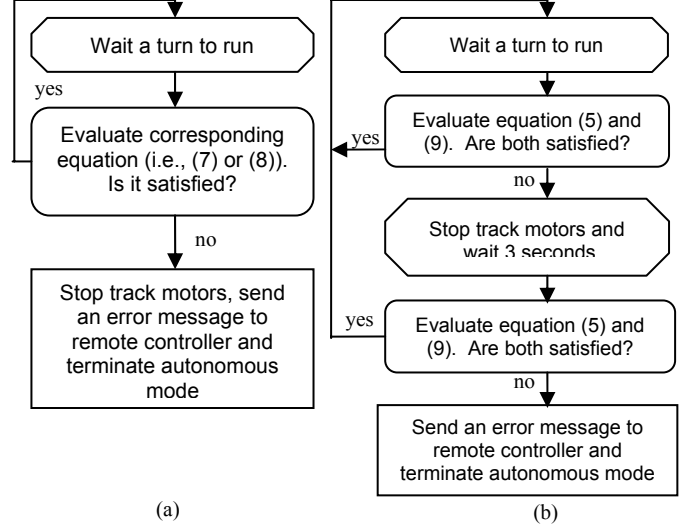 Wait a turn to run
yes
Evaluate corresponding
equation (i.e., (7) or (8)).
Is it satisfied?
no
Stop track motors, send
an error message to
remote controller and
terminate autonomous
mode
(a)
Wait a turn to run
Evaluate equation (5) and
(9). Are both satisfied?
yes
no
Stop track motors and
wait 3 seconds
Evaluate equation (5) and
(9). Are both satisfied?
yes
no
Send an error message to
remote controller and
terminate autonomous mode
(b)